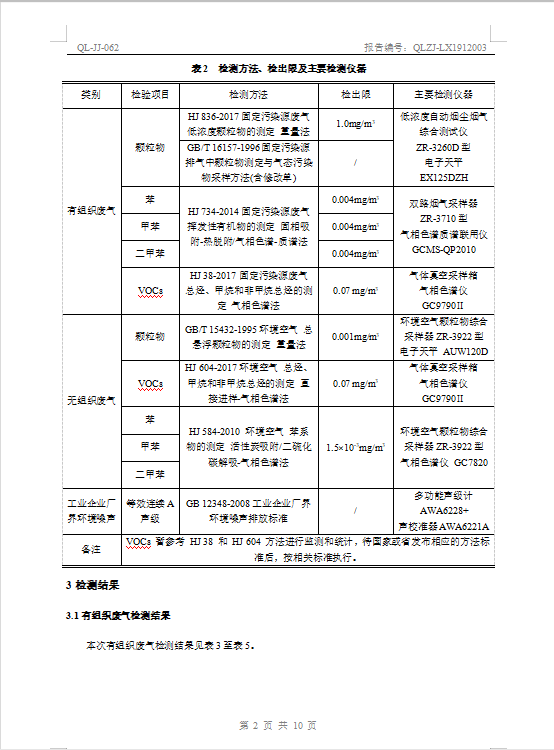 QL-JJ-062 报告编号：QLZJ-LX1912003
表2 检测方法、检出限及主要检测仪器
类别 检验项目 检测方法 检出限 主要检测仪器
有组织废气
颗粒物
HJ 836-2017 固定污染源废气
低浓度颗粒物的测定 重量法
1.0mg/m³
GB/T 16157-1996 固定污染源
排气中颗粒物测定与气态污染
物采样方法(含修改单)
/
低浓度自动烟尘烟气
综合测试仪
ZR-3260D 型
电子天平
EX125DZH
苯
甲苯
二甲苯
HJ 734-2014 固定污染源废气
挥发性有机物的测定 固相吸
附-热脱附/气相色谱-质谱法
0.004mg/m³
0.004mg/m³
0.004mg/m³
双路烟气采样器
ZR-3710 型
气相色谱质谱联用仪
GCMS-QP2010
VOCs
HJ 38-2017 固定污染源废气
总烃、甲烷和非甲烷总烃的测
定 气相色谱法
0.07 mg/m³
气体真空采样箱
气相色谱仪
GC9790II
无组织废气
颗粒物
GB/T 15432-1995 环境空气 总
悬浮颗粒物的测定 重量法
0.001mg/m³
环境空气颗粒物综合
采样器 ZR-3922 型
电子天平 AUW120D
VOCs
HJ 604-2017 环境空气 总烃、
甲烷和非甲烷总烃的测定 直
接进样-气相色谱法
0.07 mg/m³
气体真空采样箱
气相色谱仪
GC9790II
苯
甲苯
二甲苯
HJ 584-2010 环境空气 苯系
物的测定 活性炭吸附/二硫化
碳解吸-气相色谱法
1.5×10⁻³mg/m³
环境空气颗粒物综合
采样器 ZR-3922 型
气相色谱仪 GC7820
工业企业厂
界环境噪声
等效连续 A
声级
GB 12348-2008 工业企业厂界
环境噪声排放标准
/
多功能声级计
AWA6228+
声校准器 AWA6221A
备注
VOCs 暂参考 HJ 38 和 HJ 604 方法进行监测和统计，待国家或省发布相应的方法标
准后，按相关标准执行。
3 检测结果
3.1 有组织废气检测结果
本次有组织废气检测结果见表 3 至表 5。
第 2 页 共 10 页